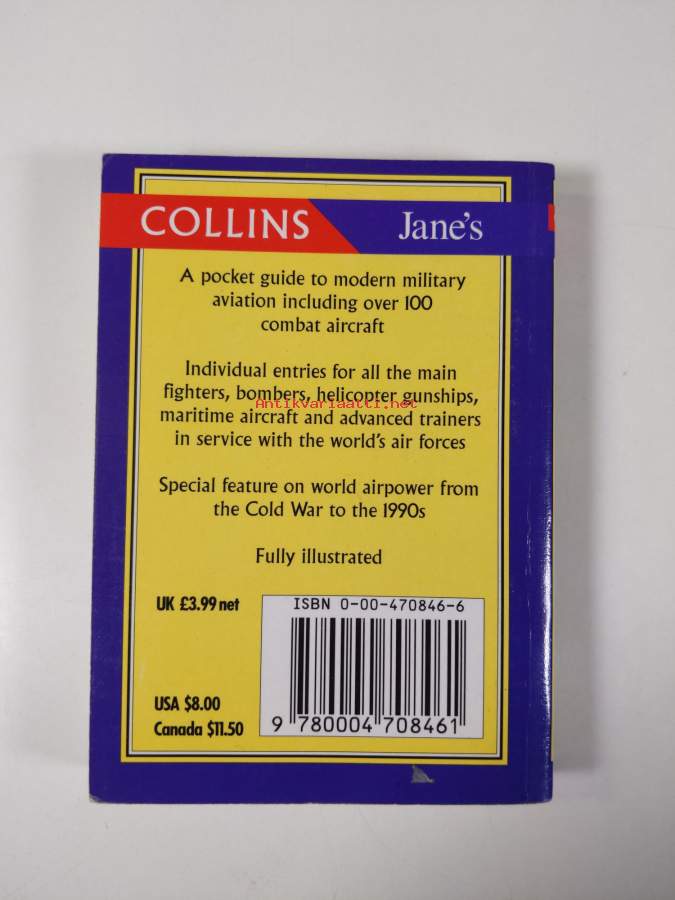 COLLINS Jane's
A pocket guide to modern military
aviation including over 100
combat aircraft
Individual entries for all the main
fighters, bombers, helicopter gunships,
Antikvariaatti.net
maritime aircraft and advanced trainers
in service with the world's air forces
Special feature on world airpower from
the Cold War to the 1990s
Fully illustrated
UK £3.99 net
ISBN 0-00-470846-6
USA $8.00
Canada $11.50
9 780004 708461